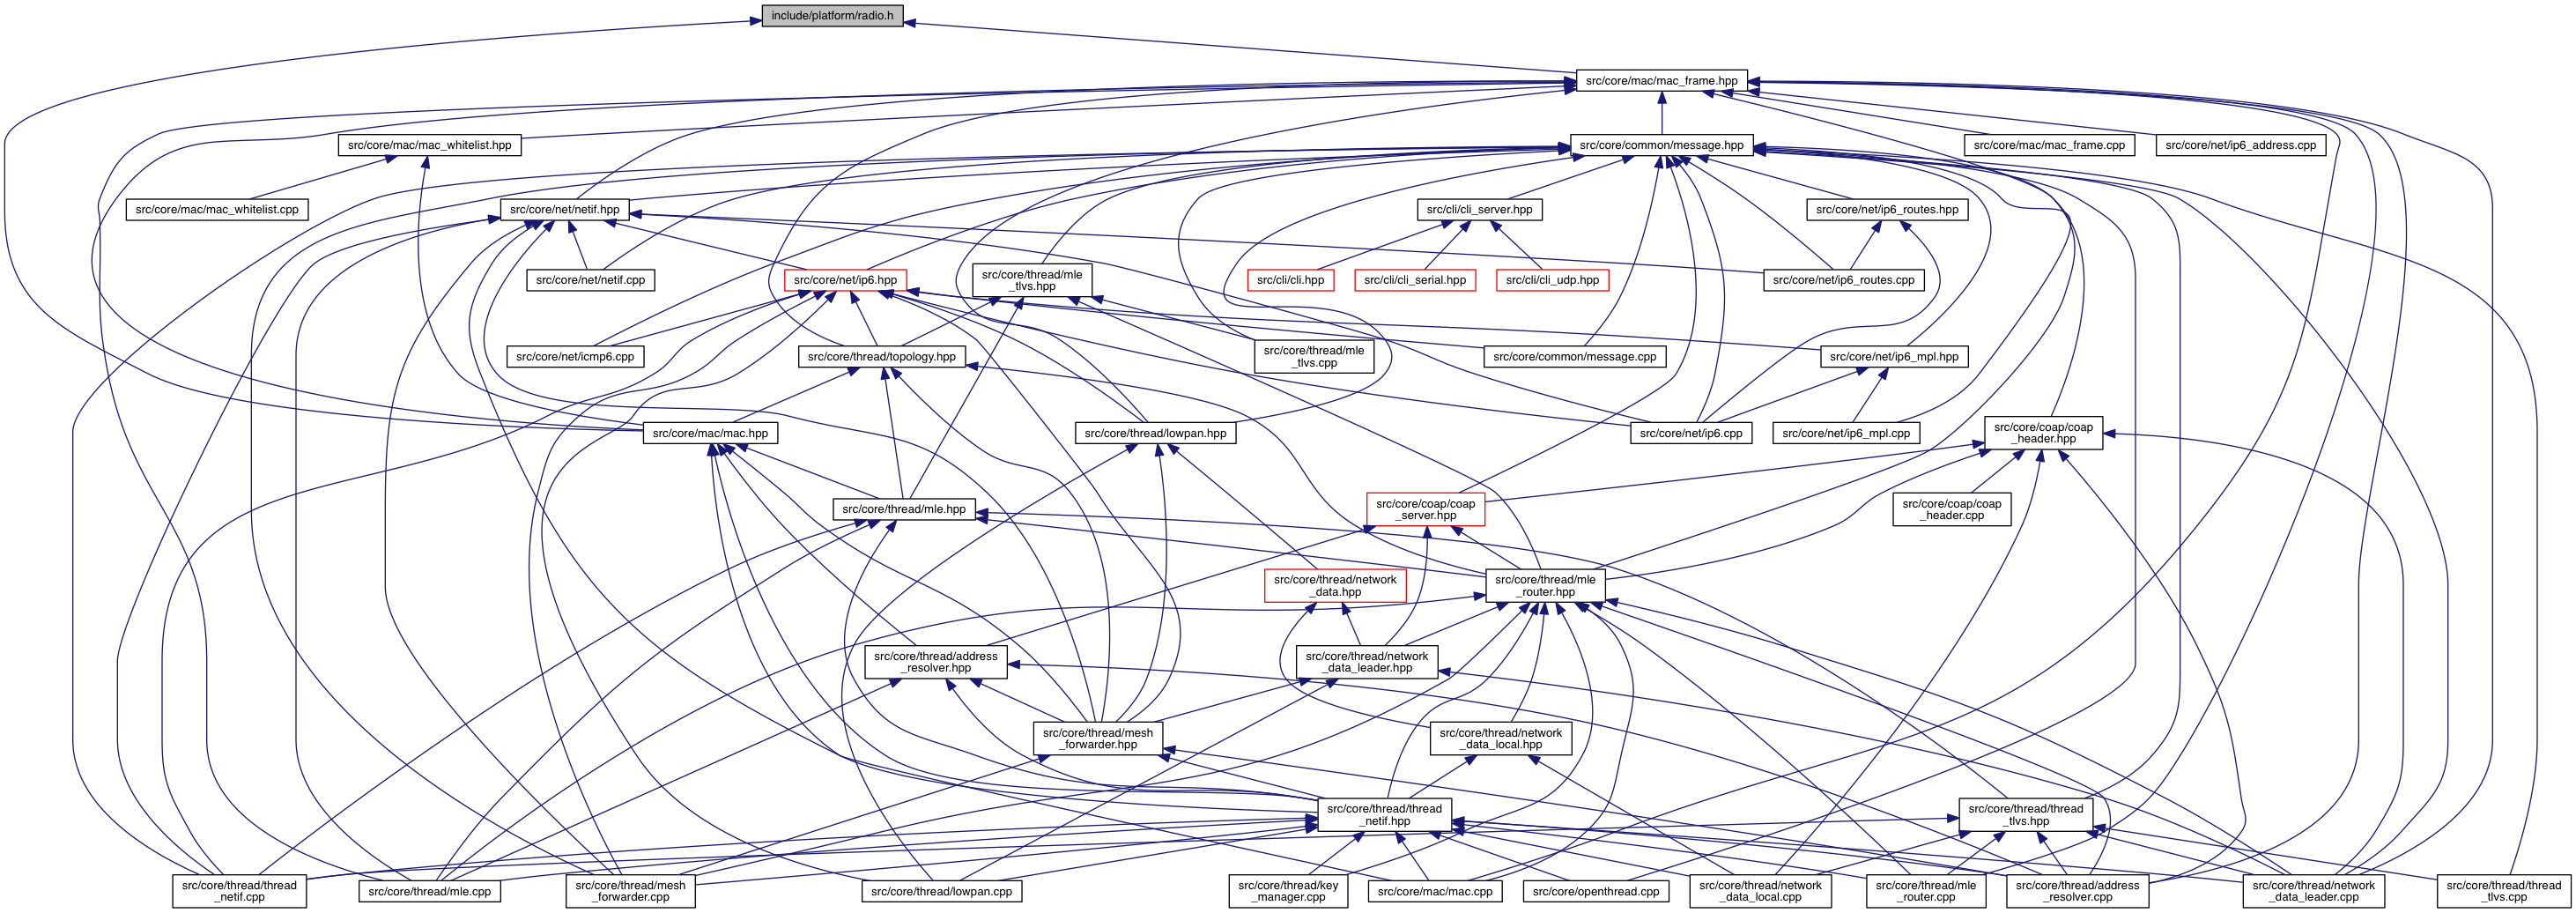 include/platform/radio.h
src/core/mac/mac_frame.hpp
src/core/mac/mac_whitelist.hpp
src/core/common/message.hpp
src/core/mac/mac_frame.cpp
src/core/net/ip6_address.cpp
src/core/mac/mac_whitelist.cpp
src/core/net/netif.hpp
src/cli/cli_server.hpp
src/core/net/ip6_routes.hpp
src/core/net/netif.cpp
src/core/net/ip6.hpp
src/core/thread/mle
_tlvs.hpp
src/cli/cli.hpp
src/cli/cli_serial.hpp
src/cli/cli_udp.hpp
src/core/net/ip6_routes.cpp
src/core/net/icmp6.cpp
src/core/thread/topology.hpp
src/core/thread/mle
_tlvs.cpp
src/core/common/message.cpp
src/core/net/ip6_mpl.hpp
src/core/mac/mac.hpp
src/core/thread/lowpan.hpp
src/core/net/ip6.cpp
src/core/net/ip6_mpl.cpp
src/core/coap/coap
_header.hpp
src/core/thread/mle.hpp
src/core/coap/coap
_server.hpp
src/core/coap/coap
_header.cpp
src/core/thread/network
_data.hpp
src/core/thread/mle
_router.hpp
src/core/thread/address
_resolver.hpp
src/core/thread/network
_data_leader.hpp
src/core/thread/mesh
_forwarder.hpp
src/core/thread/network
_data_local.hpp
src/core/thread/thread
_netif.hpp
src/core/thread/thread
_tlvs.hpp
src/core/thread/thread
_netif.cpp
src/core/thread/mle.cpp
src/core/thread/mesh
_forwarder.cpp
src/core/thread/lowpan.cpp
src/core/thread/key
_manager.cpp
src/core/mac/mac.cpp
src/core/openthread.cpp
src/core/thread/network
_data_local.cpp
src/core/thread/mle
_router.cpp
src/core/thread/address
_resolver.cpp
src/core/thread/network
_data_leader.cpp
src/core/thread/thread
_tlvs.cpp